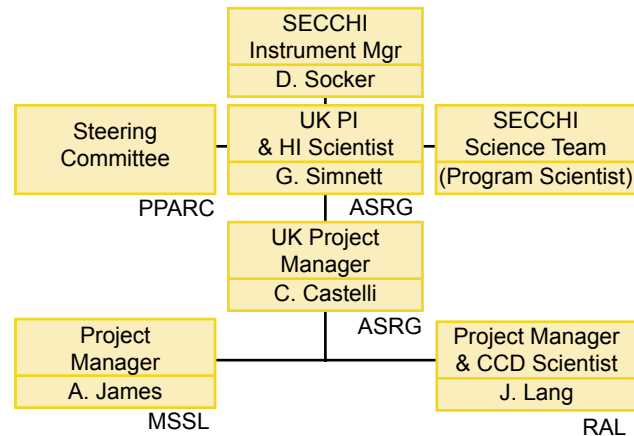 SECCHI
Instrument Mgr
D. Socker
Steering
Committee
PPARC
UK PI
& HI Scientist
G. Simnett
ASRG
SECCHI
Science Team
(Program Scientist)
UK Project
Manager
C. Castelli
ASRG
Project
Manager
A. James
MSSL
Project Manager
& CCD Scientist
J. Lang
RAL